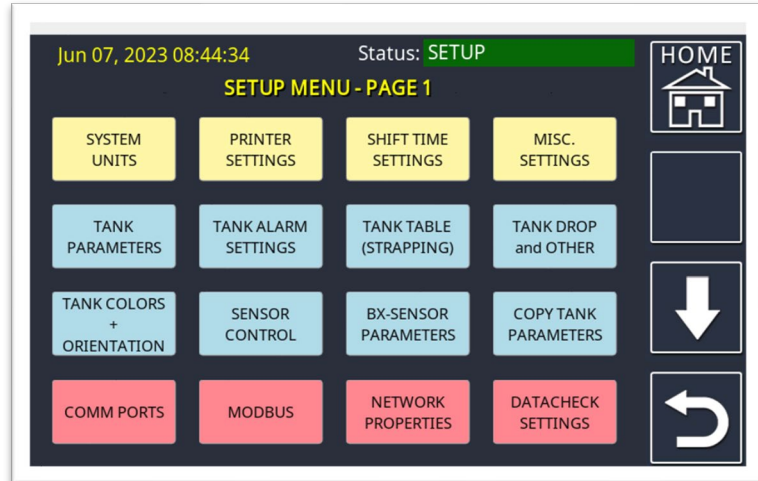 Jun 07, 2023 08:44:34
Status: SETUP
HOME
SETUP MENU - PAGE 1
SYSTEM
UNITS
PRINTER
SETTINGS
SHIFT TIME
SETTINGS
MISC.
SETTINGS
TANK
PARAMETERS
TANK ALARM
SETTINGS
TANK TABLE
(STRAPPING)
TANK DROP
and OTHER
TANK COLORS
+
ORIENTATION
SENSOR
CONTROL
BX-SENSOR
PARAMETERS
COPY TANK
PARAMETERS
COMM PORTS
MODBUS
NETWORK
PROPERTIES
DATACHECK
SETTINGS